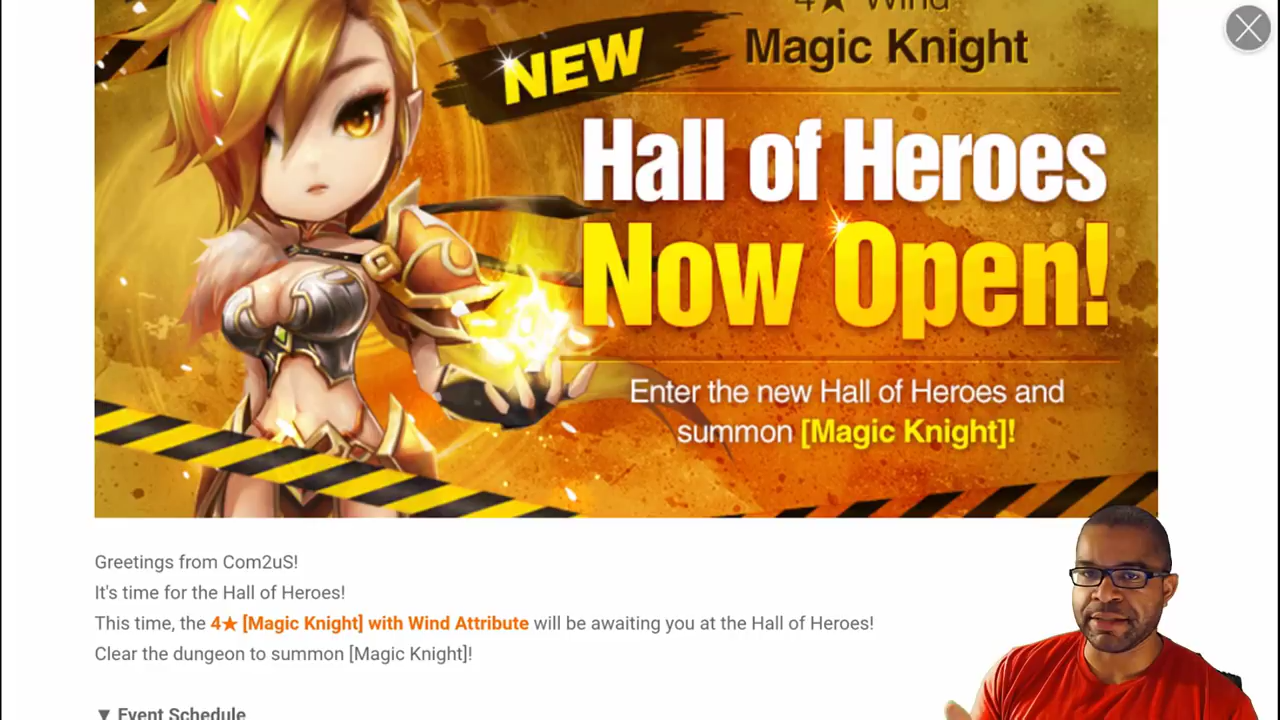 4★ Wind
Magic Knight
NEW
Hall of Heroes
Now Open!
Enter the new Hall of Heroes and
summon [Magic Knight]!
Greetings from Com2uS!
It's time for the Hall of Heroes!
This time, the 4★ [Magic Knight] with Wind Attribute will be awaiting you at the Hall of Heroes!
Clear the dungeon to summon [Magic Knight]!
▼ Event Schedule